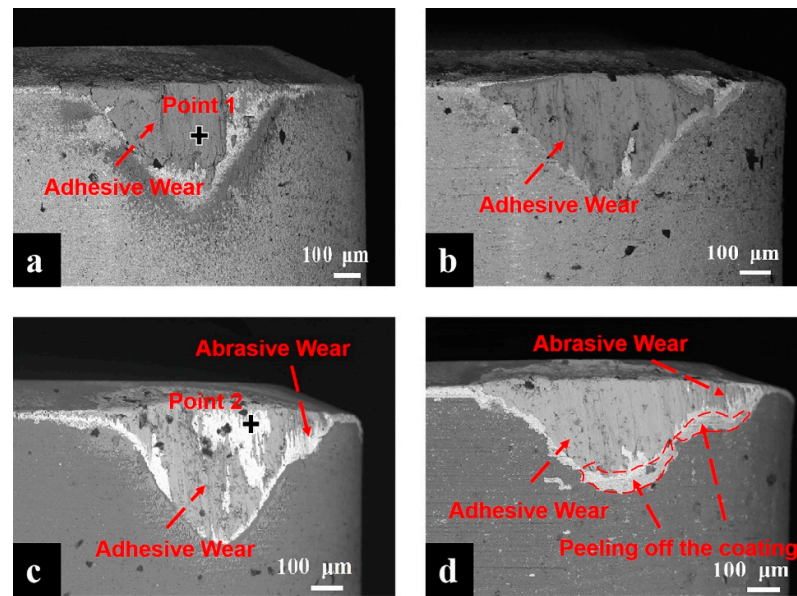 Point 1
Adhesive Wear
a
100 μm
Adhesive Wear
b
100 μm
Abrasive Wear
Point 2
Adhesive Wear
c
100 μm
Abrasive Wear
Adhesive Wear
Peeling off the coating
d
100 μm